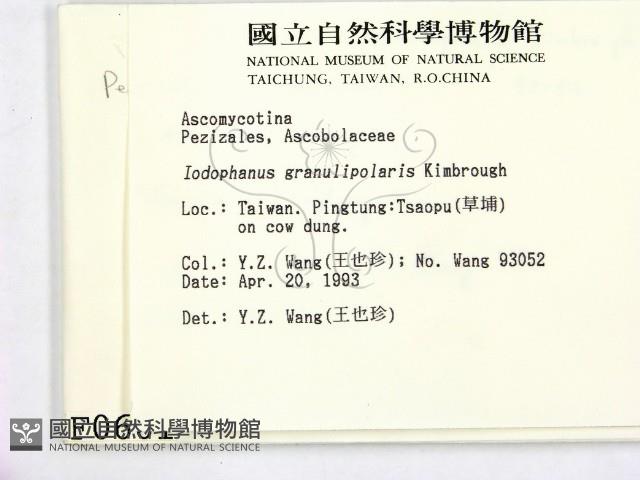 國立自然科學博物館
NATIONAL MUSEUM OF NATURAL SCIENCE
TAICHUNG, TAIWAN, R.O.CHINA
Pe
Ascomycotina
Pezizales, Ascobolaceae
Iodophanus granulipolaris Kimbrough
Loc.: Taiwan. Pingtung:Tsaopu(草埔)
on cow dung.
Col.: Y.Z. Wang(王也珍); No. Wang 93052
Date: Apr. 20, 1993
Det.: Y.Z. Wang(王也珍)
國立自然科學博物館
NATIONAL MUSEUM OF NATURAL SCIENCE